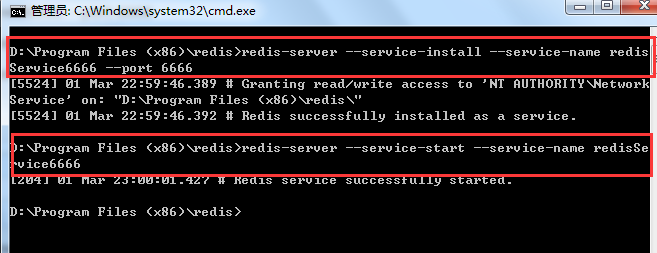 管理员: C:\Windows\system32\cmd.exe
D:\Program Files (x86)\redis>redis-server --service-install --service-name redis
Service6666 --port 6666
[5524] 01 Mar 22:59:46.389 # Granting read/write access to 'NT AUTHORITY\Network
Service' on: "D:\Program Files (x86)\redis\"
[5524] 01 Mar 22:59:46.392 # Redis successfully installed as a service.
D:\Program Files (x86)\redis>redis-server --service-start --service-name redisSe
rvice6666
[204] 01 Mar 23:00:01.427 # Redis service successfully started.
D:\Program Files (x86)\redis>